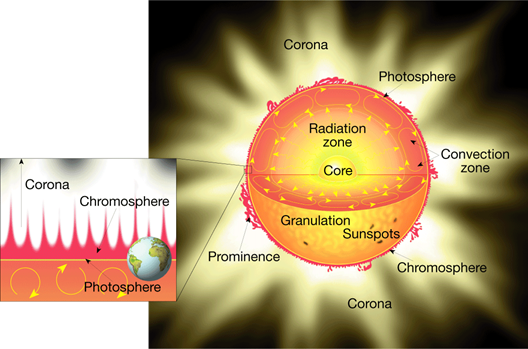 Corona
Photosphere
Radiation
zone
Convection
zone
Core
Corona
Chromosphere
Granulation
Sunspots
Prominence
Photosphere
Chromosphere
Corona